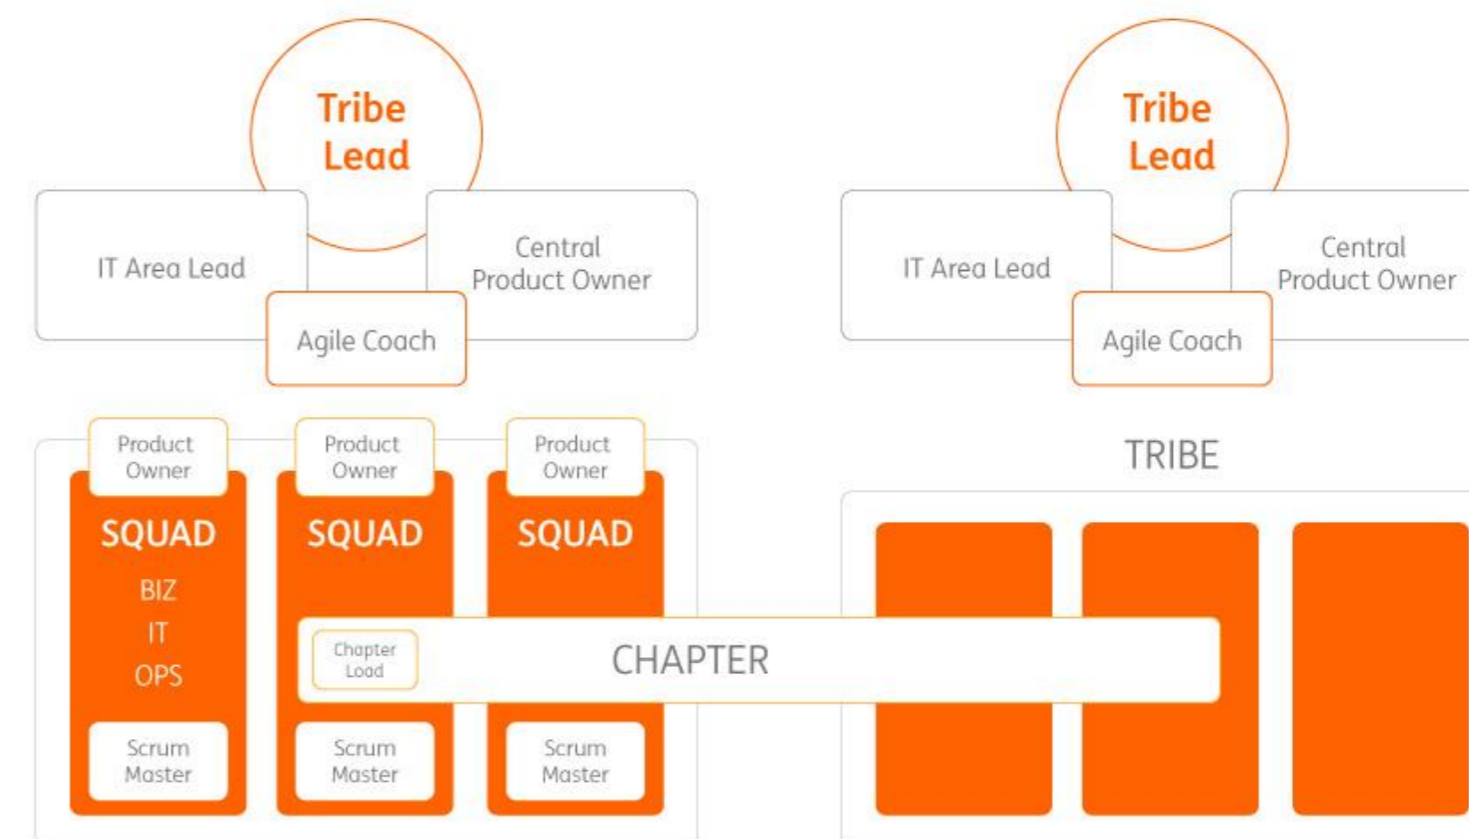 Tribe
Lead
IT Area Lead
Central
Product Owner
Agile Coach
Tribe
Lead
IT Area Lead
Central
Product Owner
Agile Coach
Product
Owner
Product
Owner
Product
Owner
SQUAD
SQUAD
SQUAD
BIZ
IT
OPS
Chapter
Load
CHAPTER
Scrum
Master
Scrum
Master
Scrum
Master
TRIBE